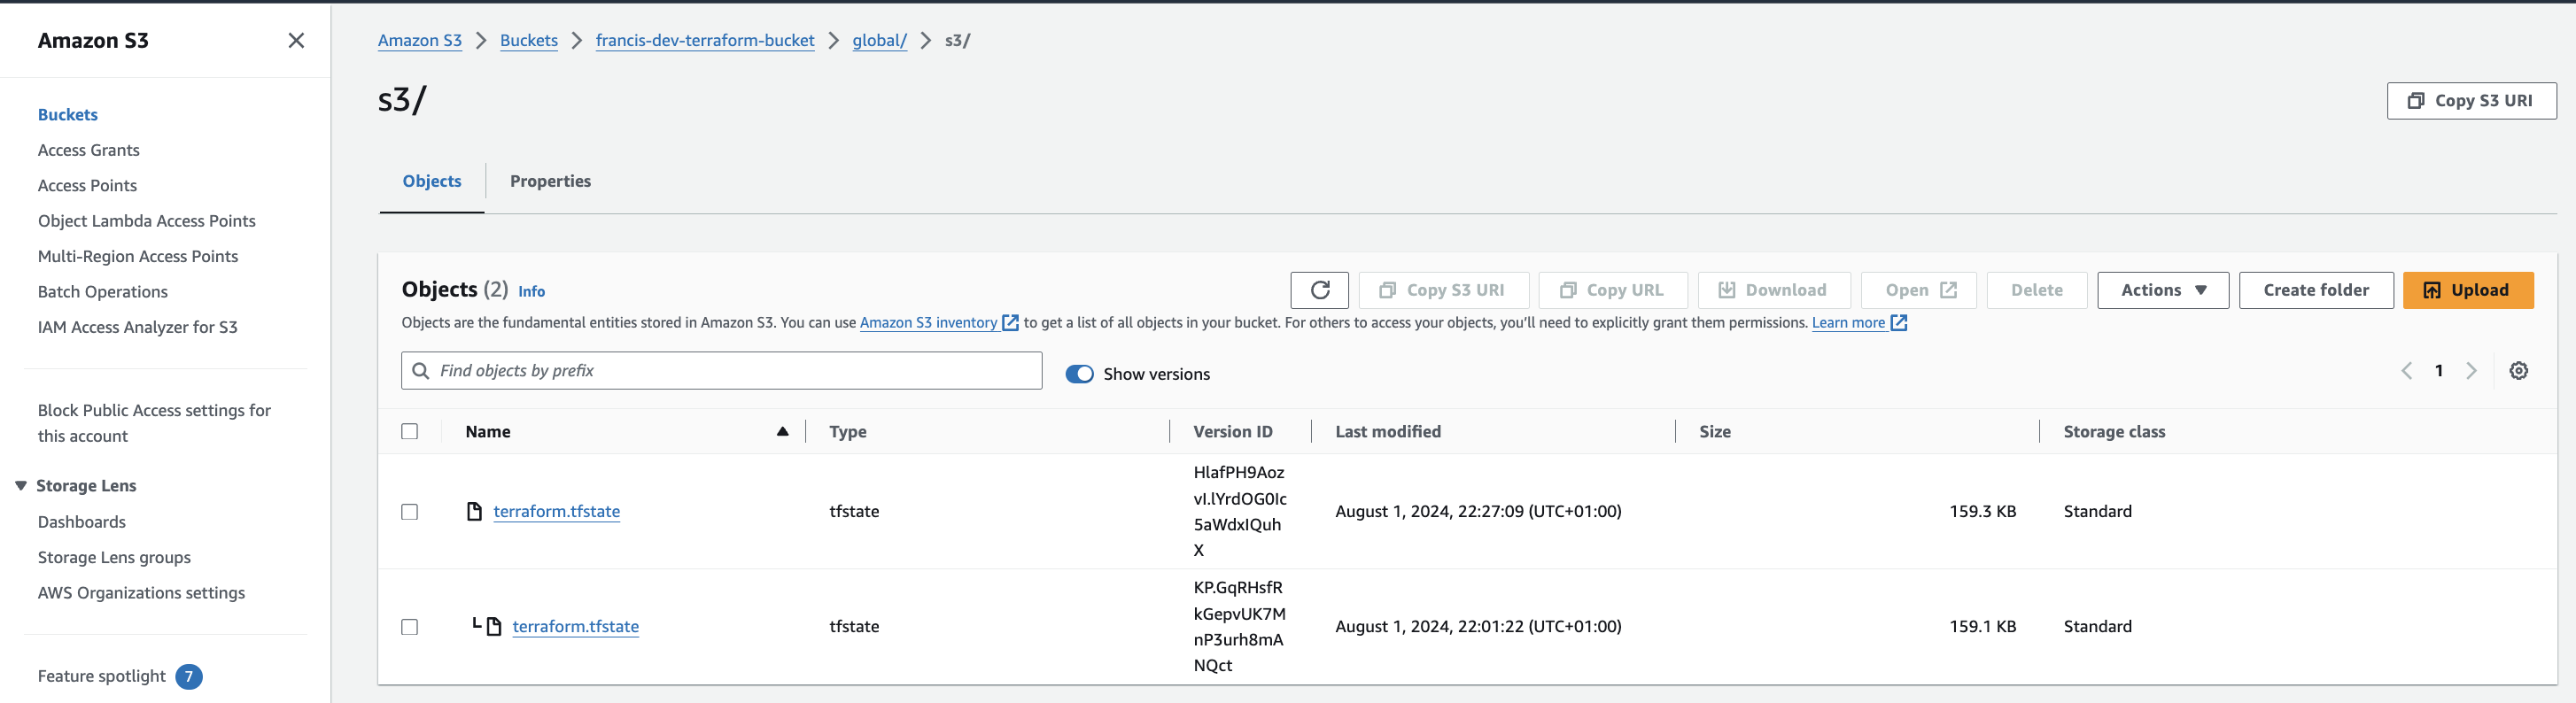 Amazon S3
Buckets
Access Grants
Access Points
Object Lambda Access Points
Multi-Region Access Points
Batch Operations
IAM Access Analyzer for S3
Block Public Access settings for
this account
Storage Lens
Dashboards
Storage Lens groups
AWS Organizations settings
Feature spotlight 7
Amazon S3 > Buckets > francis-dev-terraform-bucket > global/ > s3/
s3/
Copy S3 URI
Objects Properties
Objects (2) Info
Copy S3 URI Copy URL Download Open Delete Actions Create folder Upload
Objects are the fundamental entities stored in Amazon S3. You can use Amazon S3 inventory to get a list of all objects in your bucket. For others to access your objects, you'll need to explicitly grant them permissions. Learn more
Find objects by prefix Show versions 1
Name Type Version ID Last modified Size Storage class
HlafPH9Aoz
vI.lYrdOG0Ic
terraform.tfstate tfstate August 1, 2024, 22:27:09 (UTC+01:00) 159.3 KB Standard
5aWdxIQuh
X
KP.GqRHsfR
kGepvUK7M
terraform.tfstate tfstate August 1, 2024, 22:01:22 (UTC+01:00) 159.1 KB Standard
nP3urh8mA
NQct